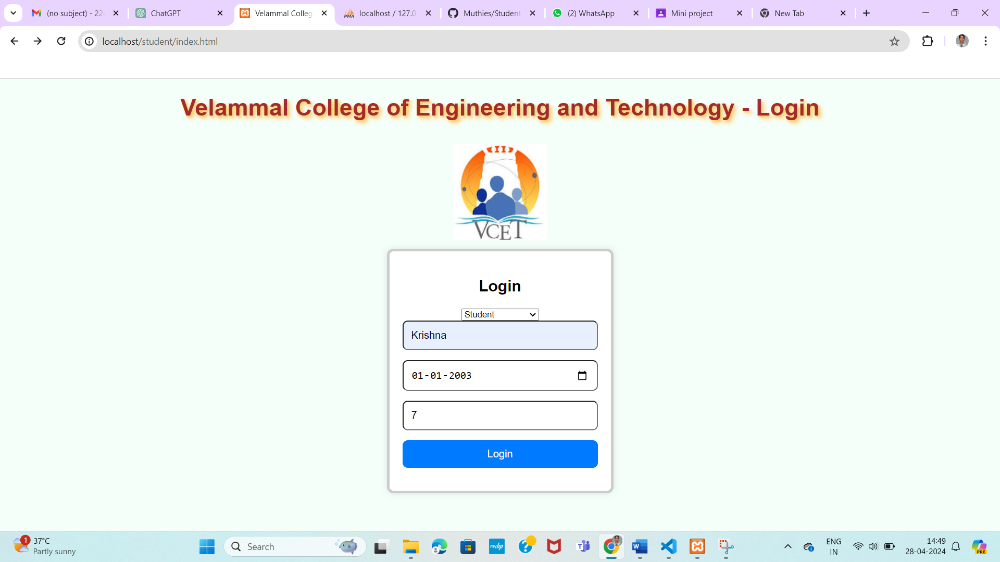 (no subject) - 22
ChatGPT
Velammal Colleg
localhost / 127.0.
Muthies/Student
(2) WhatsApp
Mini project
New Tab
localhost/student/index.html
Velammal College of Engineering and Technology - Login
VCET
Login
Student
Krishna
01-01-2003
7
Login
1
37°C
Partly sunny
Search
myhp
ENG
IN
14:49
28-04-2024
PRE